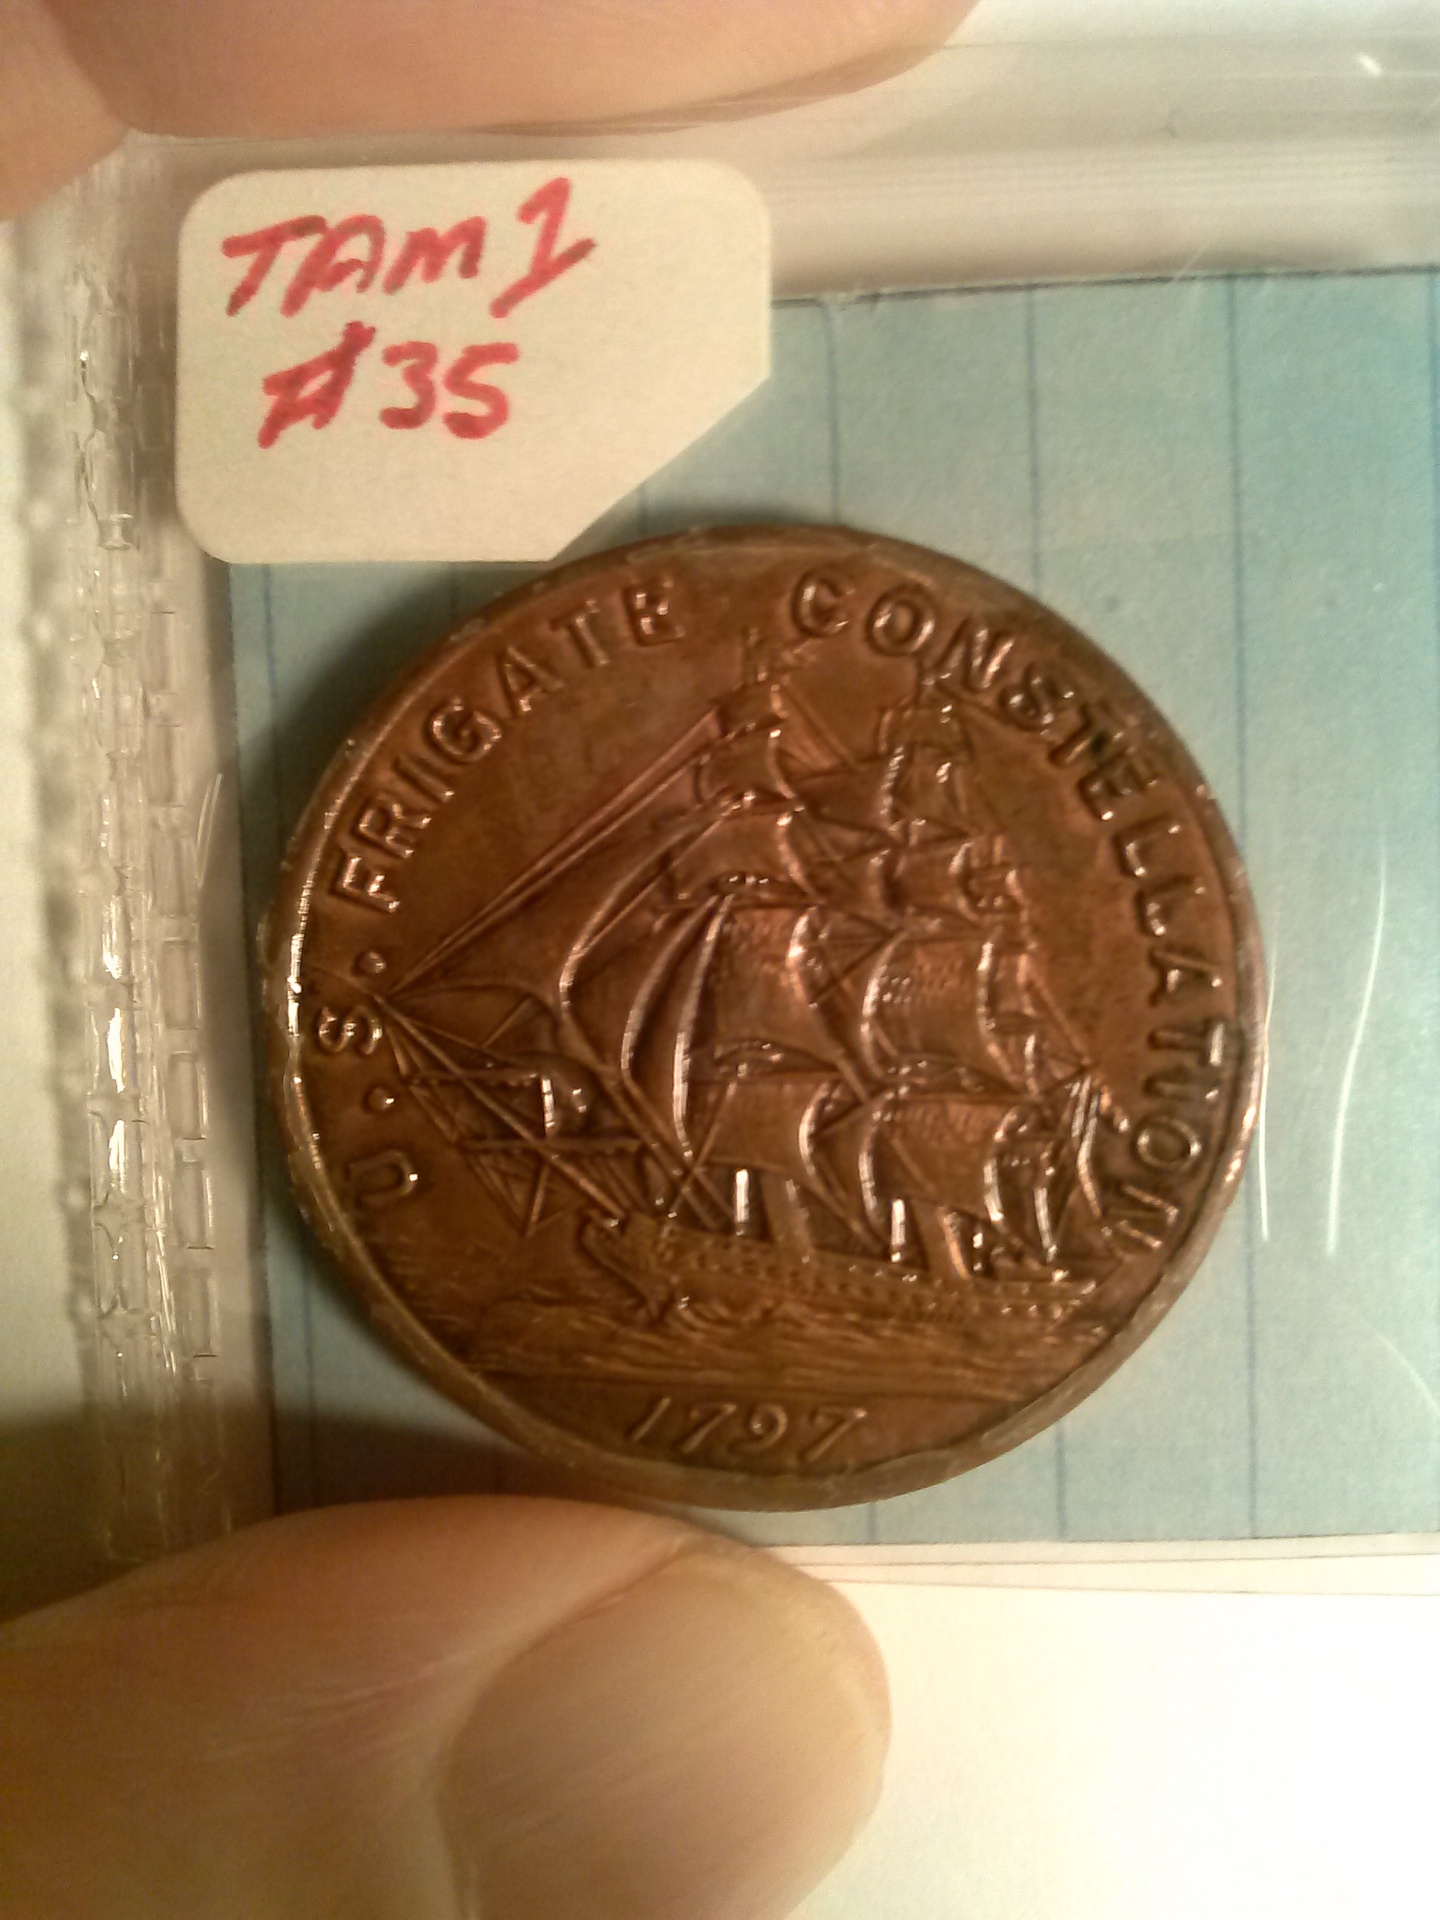 TAM 1
#35
U.S. FRIGATE CONSTELLATION
1797